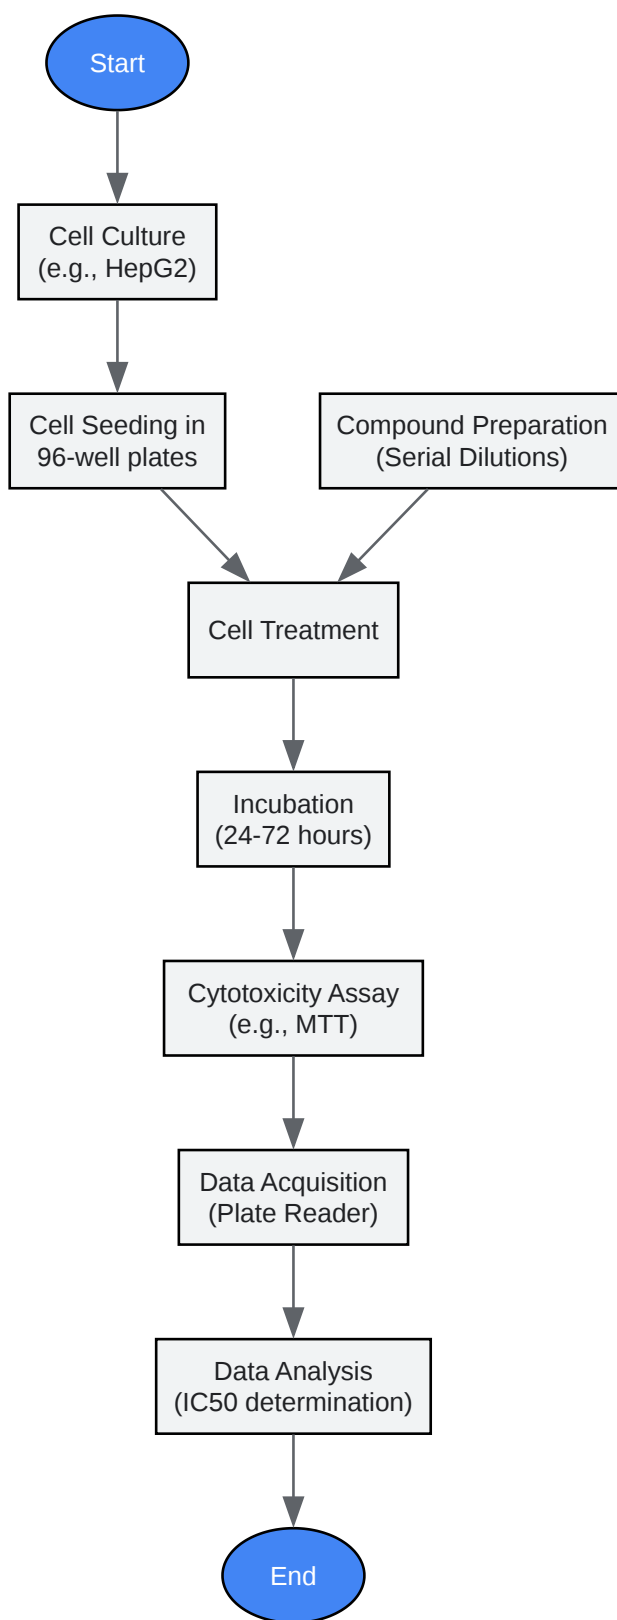 Start
Cell Culture
(e.g., HepG2)
Cell Seeding in
96-well plates
Compound Preparation
(Serial Dilutions)
Cell Treatment
Incubation
(24-72 hours)
Cytotoxicity Assay
(e.g., MTT)
Data Acquisition
(Plate Reader)
Data Analysis
(IC50 determination)
End